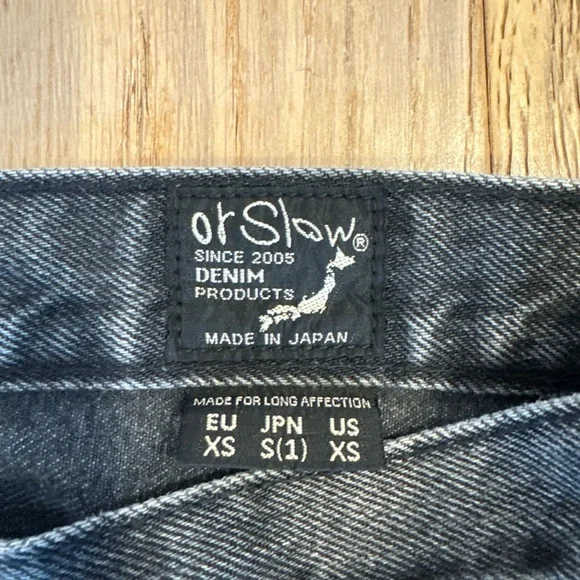 orSlow®
SINCE 2005
DENIM
PRODUCTS
MADE IN JAPAN
MADE FOR LONG AFFECTION
EU JPN US
XS S(1) XS